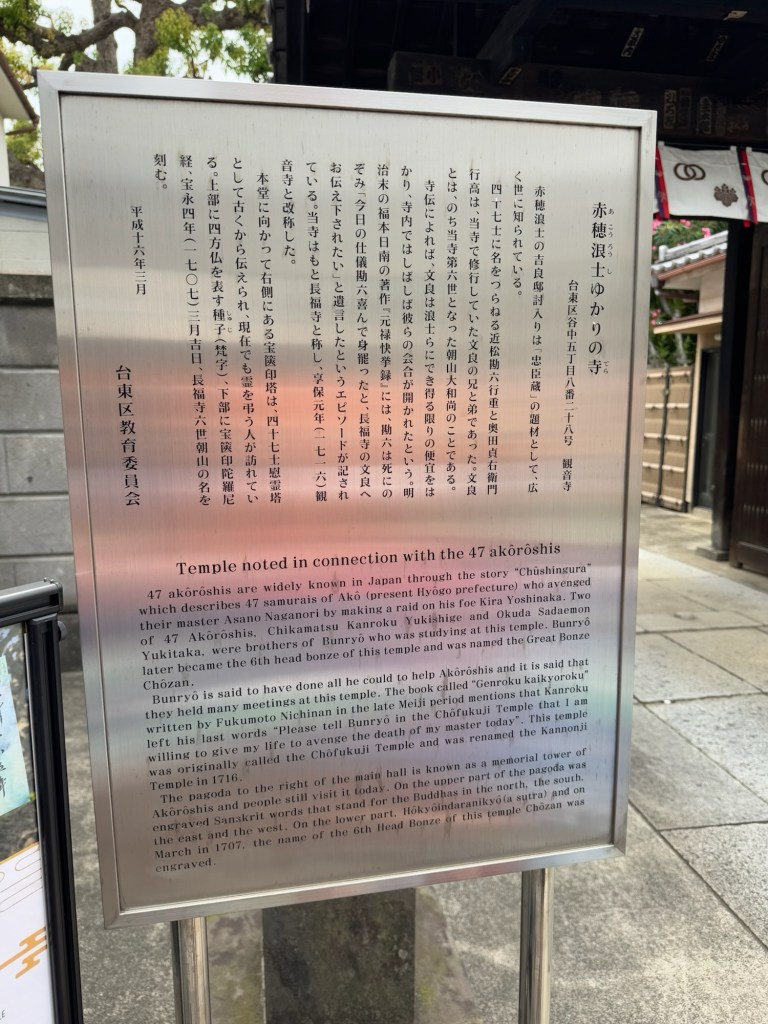 赤穂浪士ゆかりの寺
あこうろうし
てら
台東区谷中五丁目八番二十八号 観音寺
赤穂浪士の吉良邸討入りは「忠臣蔵」の題材として、広
く世に知られている。
四十七士に名をつらねる近松勘六行重と奥田貞右衛門
行高は、当寺で修行していた文良の兄と弟であった。文良
とは、のち当寺第六世となった朝山大和尚のことである。
寺伝によれば、文良は浪士らにでき得る限りの便宜をは
かり、寺内ではしばしば彼らの会合が開かれたという。明
治末の福本日南の著作『元禄快挙録』には、勘六は死にの
ぞみ「今日の仕儀勘六喜んで身罷ったと、長福寺の文良へ
お伝え下されたい」と遺言したというエピソードが記され
ている。当寺はもと長福寺と称し、享保元年(一七一六)観
音寺と改称した。
本堂に向かって右側にある宝篋印塔は、四十七士慰霊塔
として古くから伝えられ、現在でも霊を弔う人が訪れてい
る。上部に四方仏を表す種子(梵字)、下部に宝篋印陀羅尼
しゅじ
経、宝永四年(一七〇七)三月吉日、長福寺六世朝山の名を
刻む。
平成十六年三月
台東区教育委員会
Temple noted in connection with the 47 akôrôshis
47 akôrôshis are widely known in Japan through the story "Chûshingura"
which describes 47 samurais of Akô (present Hyôgo prefecture) who avenged
their master Asano Naganori by making a raid on his foe Kira Yoshinaka. Two
of 47 Akôrôshis, Chikamatsu Kanroku Yukishige and Okuda Sadaemon
Yukitaka, were brothers of Bunryô who was studying at this temple. Bunryô
later became the 6th head bonze of this temple and was named the Great Bonze
Chôzan.
Bunryô is said to have done all he could to help Akôrôshis and it is said that
they held many meetings at this temple. The book called "Genroku kaikyoroku"
written by Fukumoto Nichinan in the late Meiji period mentions that Kanroku
left his last words "Please tell Bunryô in the Chôfukuji Temple that I am
willing to give my life to avenge the death of my master today". This temple
was originally called the Chôfukuji Temple and was renamed the Kannonji
Temple in 1716.
The pagoda to the right of the main hall is known as a memorial tower of
Akôrôshis and people still visit it today. On the upper part of the pagoda was
engraved Sanskrit words that stand for the Buddhas in the north, the south,
the east and the west. On the lower part, Hôkyôindaranikyô(a sutra) and on
March in 1707, the name of the 6th Head Bonze of this temple Chôzan was
engraved.